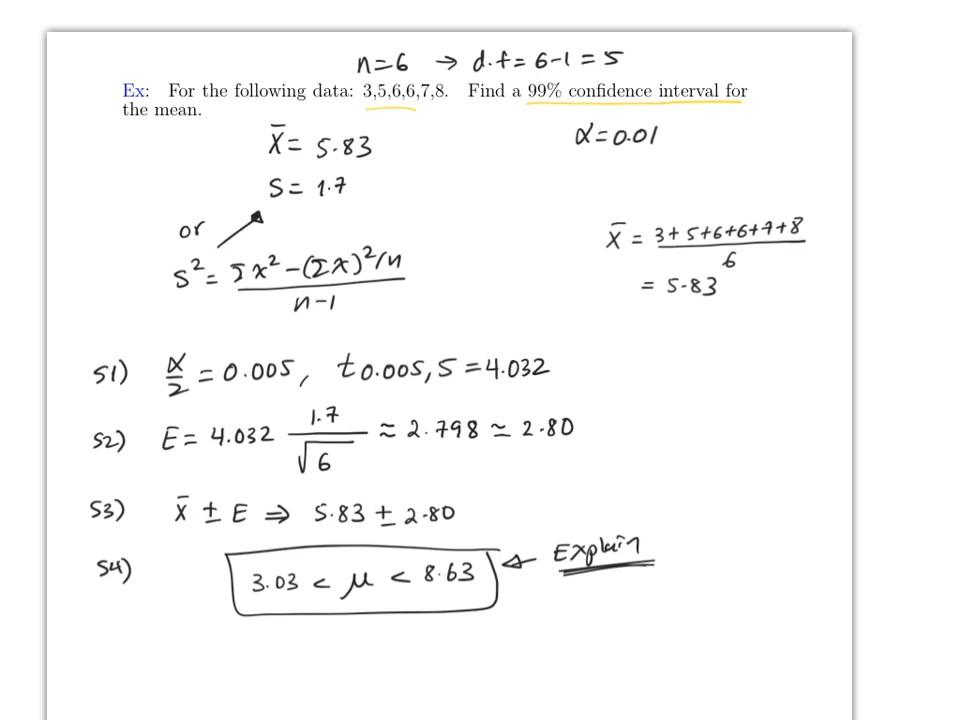 n=6 → d.f = 6-1 = 5
Ex: For the following data: 3,5,6,6,7,8. Find a 99% confidence interval for
the mean.
α = 0.01
x̄ = 5.83
S = 1.7
or
S² = Σx² - (Σx)²/n
n-1
x̄ = 3+5+6+6+7+8
6
= 5.83
S1) α/2 = 0.005, t0.005,5 = 4.032
S2) E = 4.032 1.7/√6 ≈ 2.798 ≃ 2.80
S3) x̄ ± E ⇒ 5.83 ± 2.80
S4) 3.03 < μ < 8.63 ← Explain